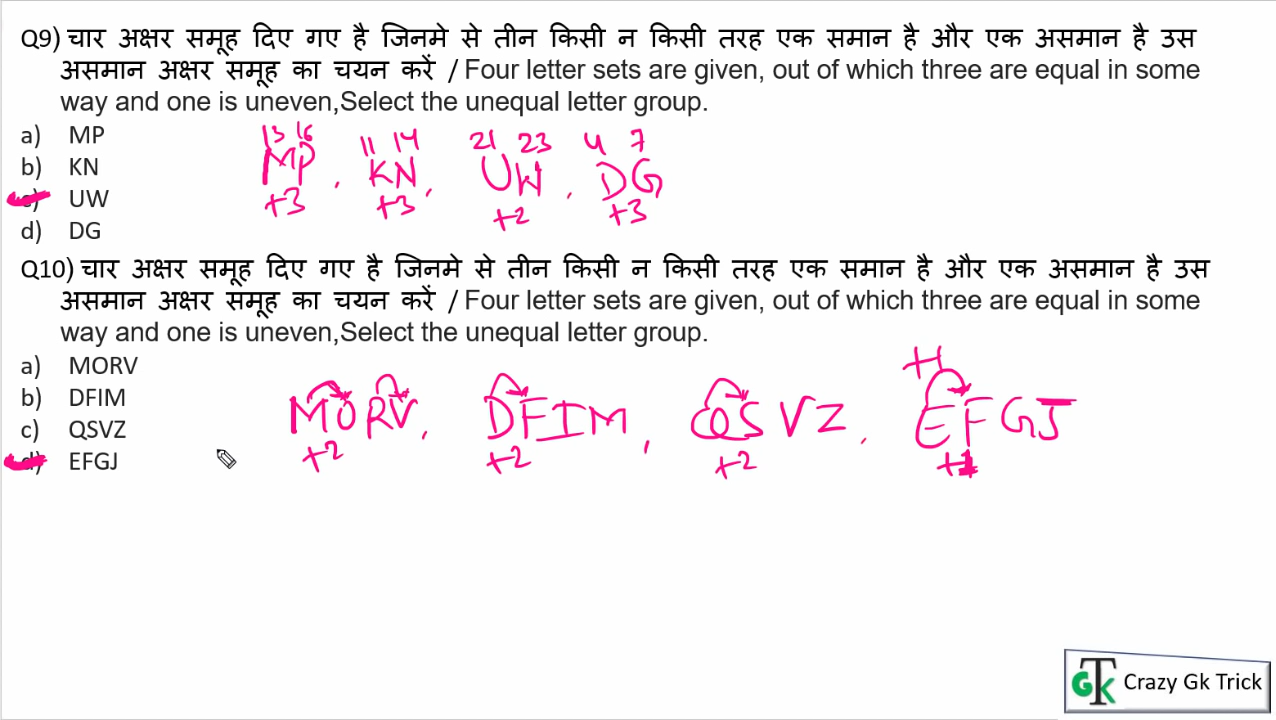 Q9) चार अक्षर समूह दिए गए है जिनमे से तीन किसी न किसी तरह एक समान है और एक असमान है उस
असमान अक्षर समूह का चयन करें / Four letter sets are given, out of which three are equal in some
way and one is uneven,Select the unequal letter group.
a) MP
13 16 11 14 21 23 4 7
b) KN
MP, KN, UW, DG
c) UW
+3 +3 +2 +3
d) DG
Q10) चार अक्षर समूह दिए गए है जिनमे से तीन किसी न किसी तरह एक समान है और एक असमान है उस
असमान अक्षर समूह का चयन करें / Four letter sets are given, out of which three are equal in some
way and one is uneven,Select the unequal letter group.
a) MORV
+1
b) DFIM
c) QSVZ
MORV, DFIM, QSVZ, EFGJ
d) EFGJ
+2 +2 +2 +1
GTK Crazy Gk Trick